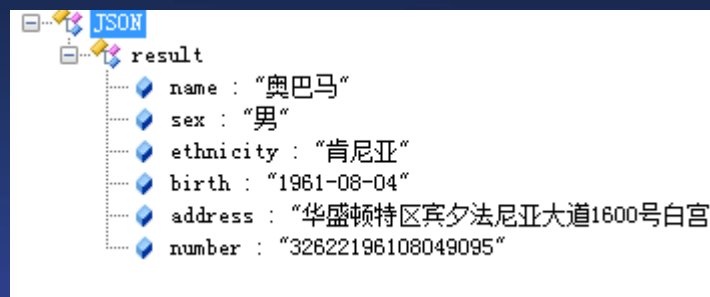 JSON
result
name : "奥巴马"
sex : "男"
ethnicity : "肯尼亚"
birth : "1961-08-04"
address : "华盛顿特区宾夕法尼亚大道1600号白宫
number : "32622196108049095"